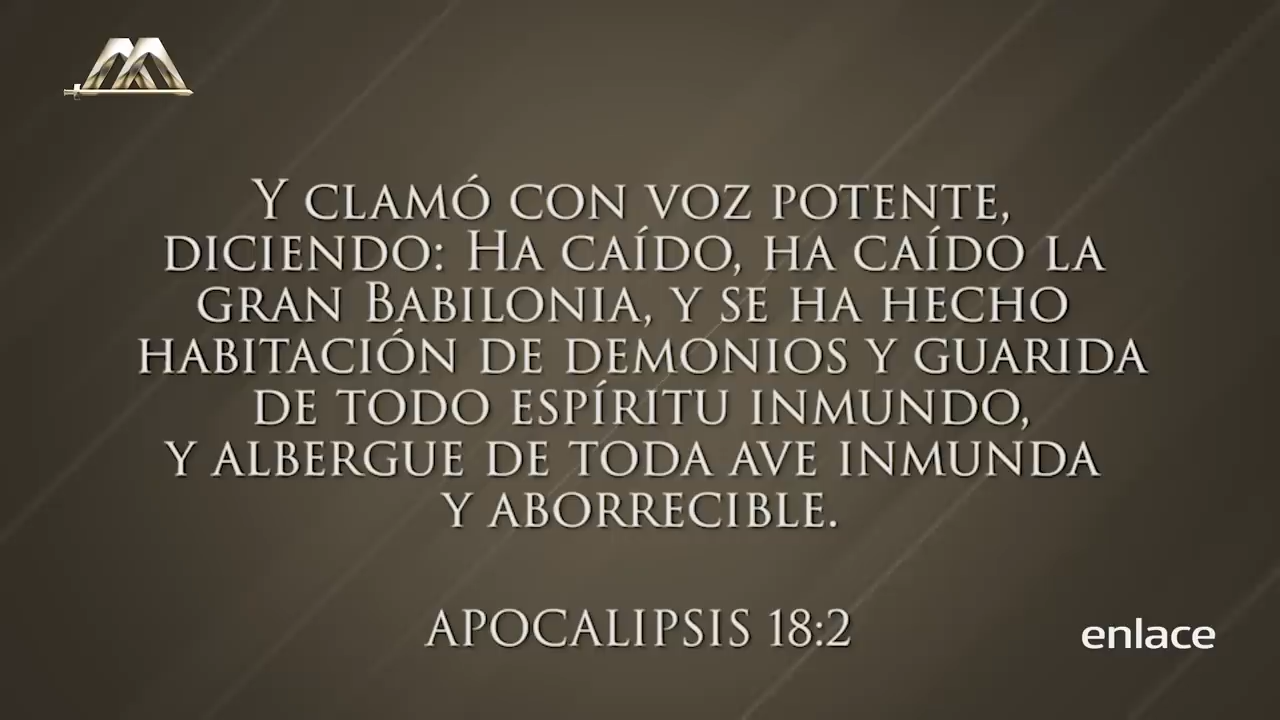 Y CLAMÓ CON VOZ POTENTE,
DICIENDO: HA CAÍDO, HA CAÍDO LA
GRAN BABILONIA, Y SE HA HECHO
HABITACIÓN DE DEMONIOS Y GUARIDA
DE TODO ESPÍRITU INMUNDO,
Y ALBERGUE DE TODA AVE INMUNDA
Y ABORRECIBLE.
APOCALIPSIS 18:2
enlace